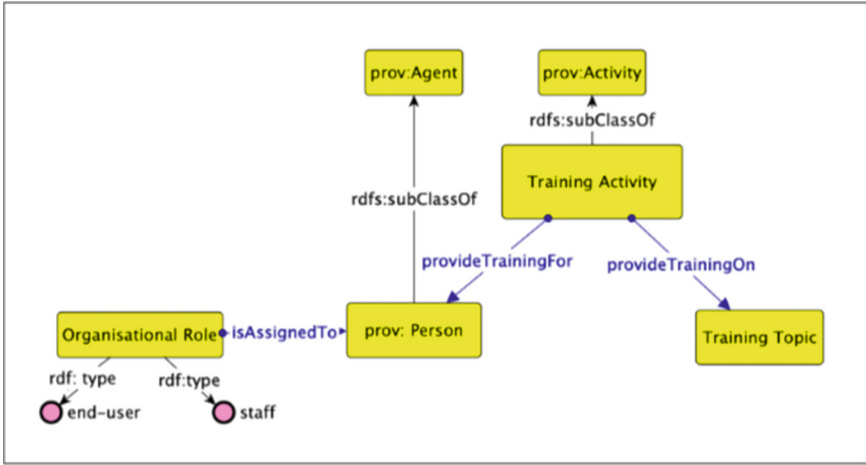 prov:Agent
prov:Activity
rdfs:subClassOf
Training Activity
rdfs:subClassOf
provideTrainingFor
provideTrainingOn
Organisational Role
isAssignedTo
prov: Person
Training Topic
rdf: type
rdf:type
end-user
staff